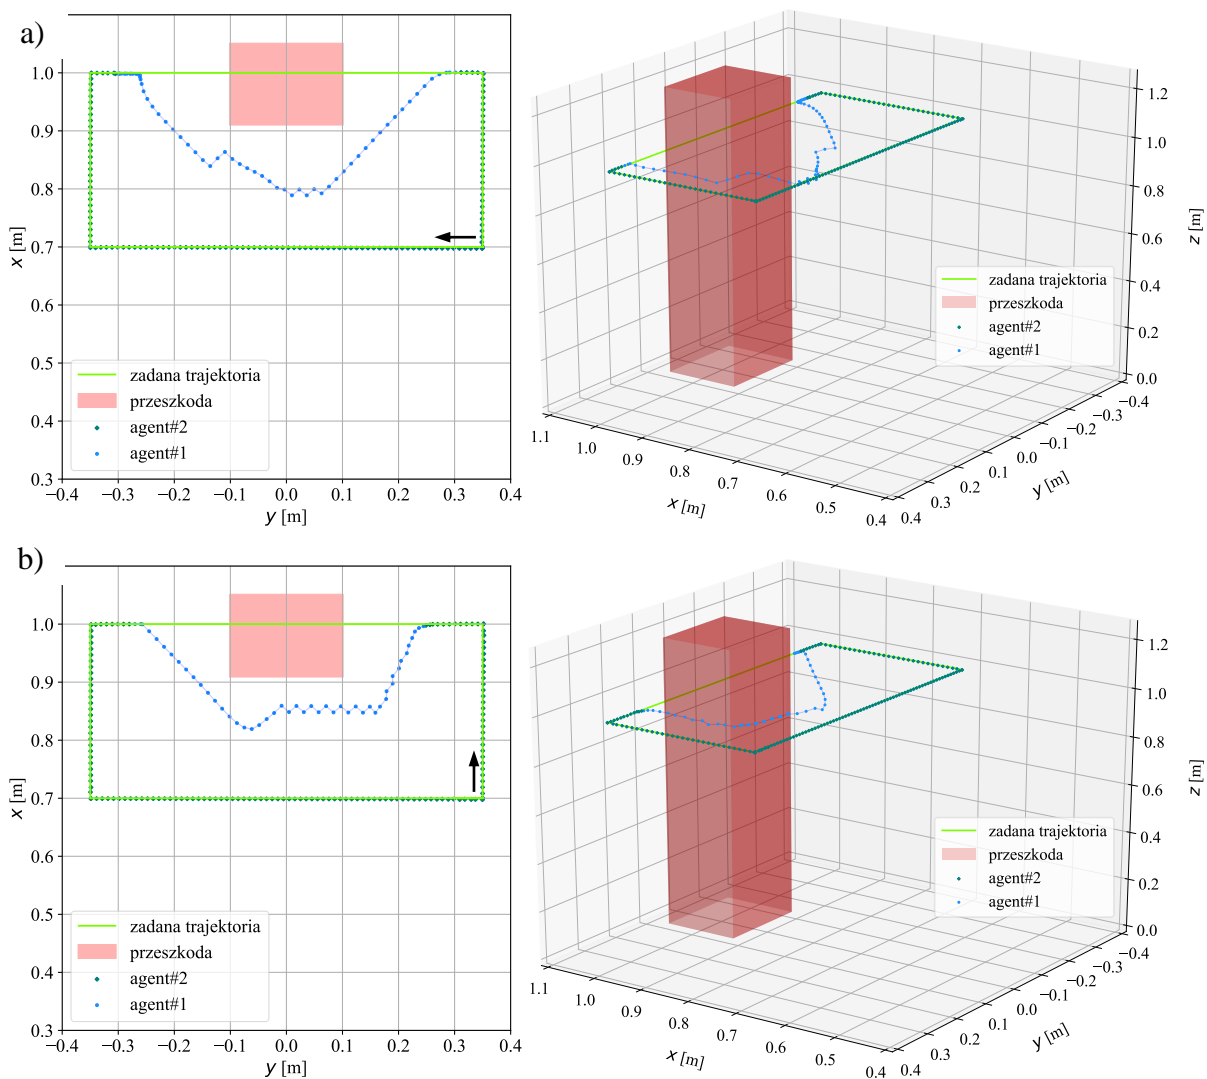 a)
1.0
0.9
0.8
0.7
0.6
0.5
0.4
0.3
x [m]
−0.4 −0.3 −0.2 −0.1 0.0 0.1 0.2 0.3 0.4
y [m]
zadana trajektoria
przeszkoda
agent#2
agent#1
1.2
1.0
0.8
0.6
0.4
0.2
0.0
z [m]
zadana trajektoria
przeszkoda
agent#2
agent#1
1.1 1.0 0.9 0.8 0.7 0.6 0.5 0.4
x [m]
−0.4
−0.3
−0.2
−0.1
0.0
0.1
0.2
0.3
0.4
y [m]
b)
1.0
0.9
0.8
0.7
0.6
0.5
0.4
0.3
x [m]
−0.4 −0.3 −0.2 −0.1 0.0 0.1 0.2 0.3 0.4
y [m]
zadana trajektoria
przeszkoda
agent#2
agent#1
1.2
1.0
0.8
0.6
0.4
0.2
0.0
z [m]
zadana trajektoria
przeszkoda
agent#2
agent#1
1.1 1.0 0.9 0.8 0.7 0.6 0.5 0.4
x [m]
−0.4
−0.3
−0.2
−0.1
0.0
0.1
0.2
0.3
0.4
y [m]